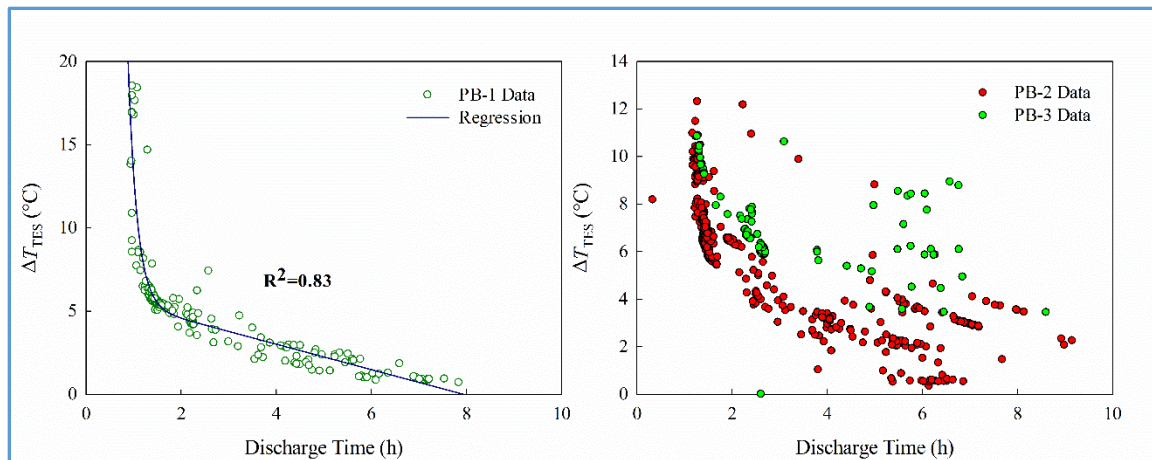 20
15
10
5
0
0
2
4
6
8
10
ΔT_TES (°C)
Discharge Time (h)
PB-1 Data
Regression
R²=0.83
14
12
10
8
6
4
2
0
0
2
4
6
8
10
ΔT_TES (°C)
Discharge Time (h)
PB-2 Data
PB-3 Data